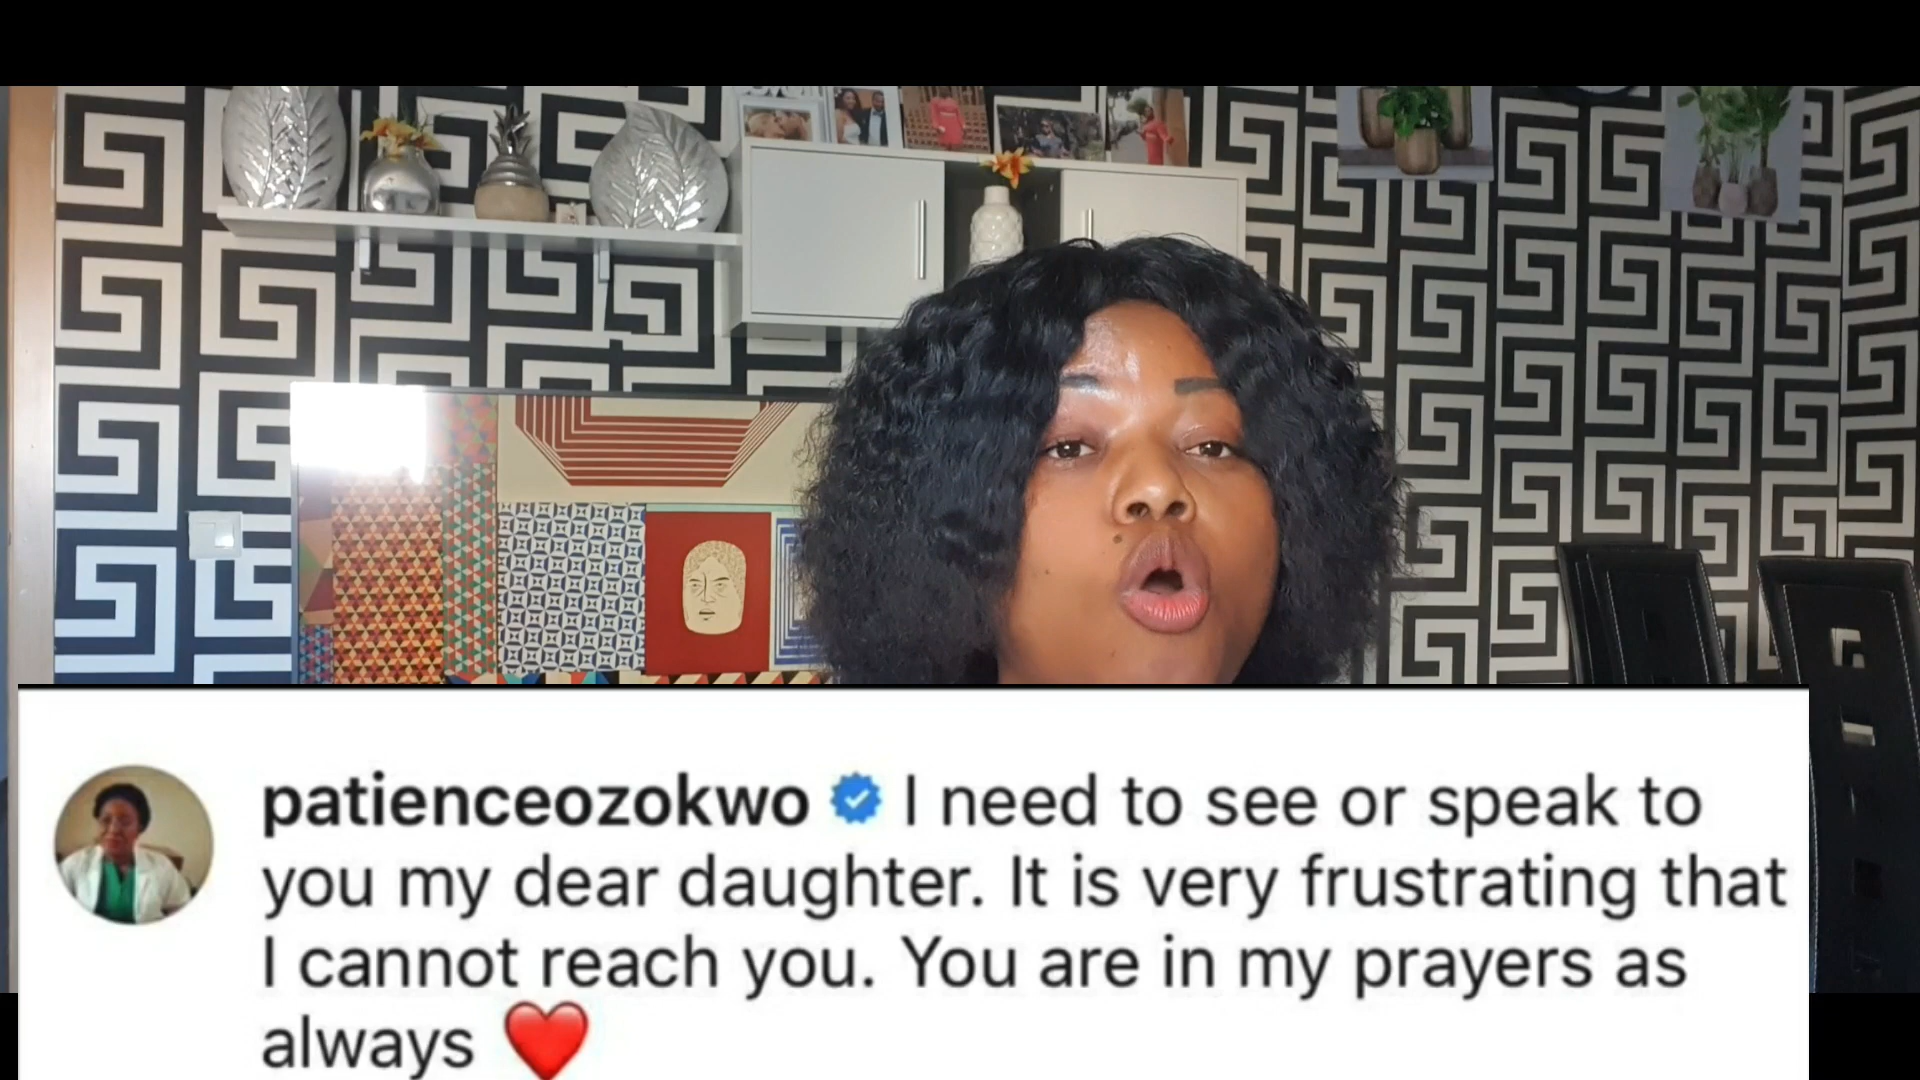 patienceozokwo I need to see or speak to
you my dear daughter. It is very frustrating that
I cannot reach you. You are in my prayers as
always ❤️